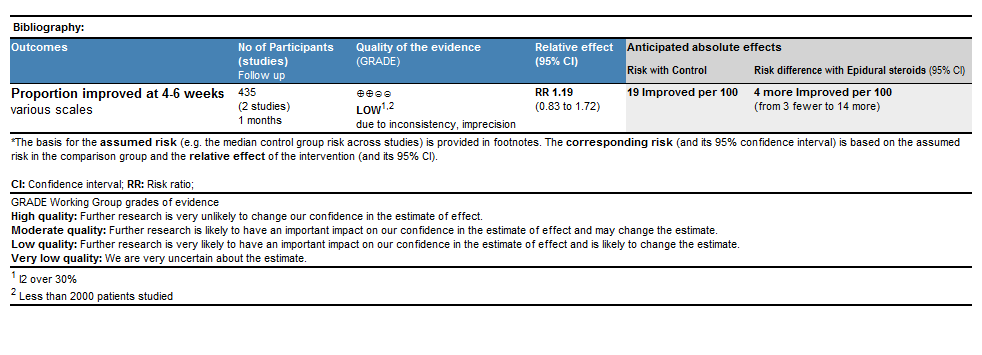 Bibliography:
Outcomes No of Participants (studies) Follow up Quality of the evidence (GRADE) Relative effect (95% CI) Anticipated absolute effects
Risk with Control Risk difference with Epidural steroids (95% CI)
Proportion improved at 4-6 weeks 435 ⊕⊕⊝⊝ RR 1.19 19 Improved per 100 4 more Improved per 100
various scales (2 studies) LOW1,2 (0.83 to 1.72) (from 3 fewer to 14 more)
1 months due to inconsistency, imprecision
*The basis for the assumed risk (e.g. the median control group risk across studies) is provided in footnotes. The corresponding risk (and its 95% confidence interval) is based on the assumed
risk in the comparison group and the relative effect of the intervention (and its 95% CI).
CI: Confidence interval; RR: Risk ratio;
GRADE Working Group grades of evidence
High quality: Further research is very unlikely to change our confidence in the estimate of effect.
Moderate quality: Further research is likely to have an important impact on our confidence in the estimate of effect and may change the estimate.
Low quality: Further research is very likely to have an important impact on our confidence in the estimate of effect and is likely to change the estimate.
Very low quality: We are very uncertain about the estimate.
1 I2 over 30%
2 Less than 2000 patients studied